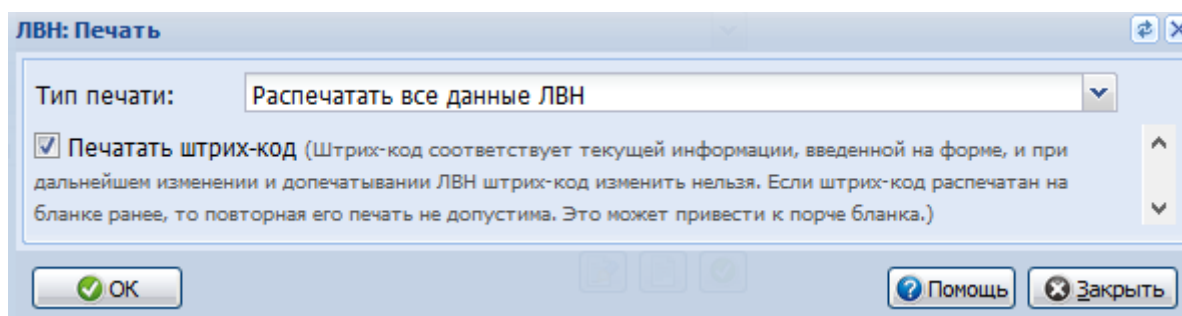 ЛВН: Печать
Тип печати: Распечатать все данные ЛВН
Печатать штрих-код (Штрих-код соответствует текущей информации, введенной на форме, и при
дальнейшем изменении и допечатывании ЛВН штрих-код изменить нельзя. Если штрих-код распечатан на
бланке ранее, то повторная его печать не допустима. Это может привести к порче бланка.)
ОК Помощь Закрыть